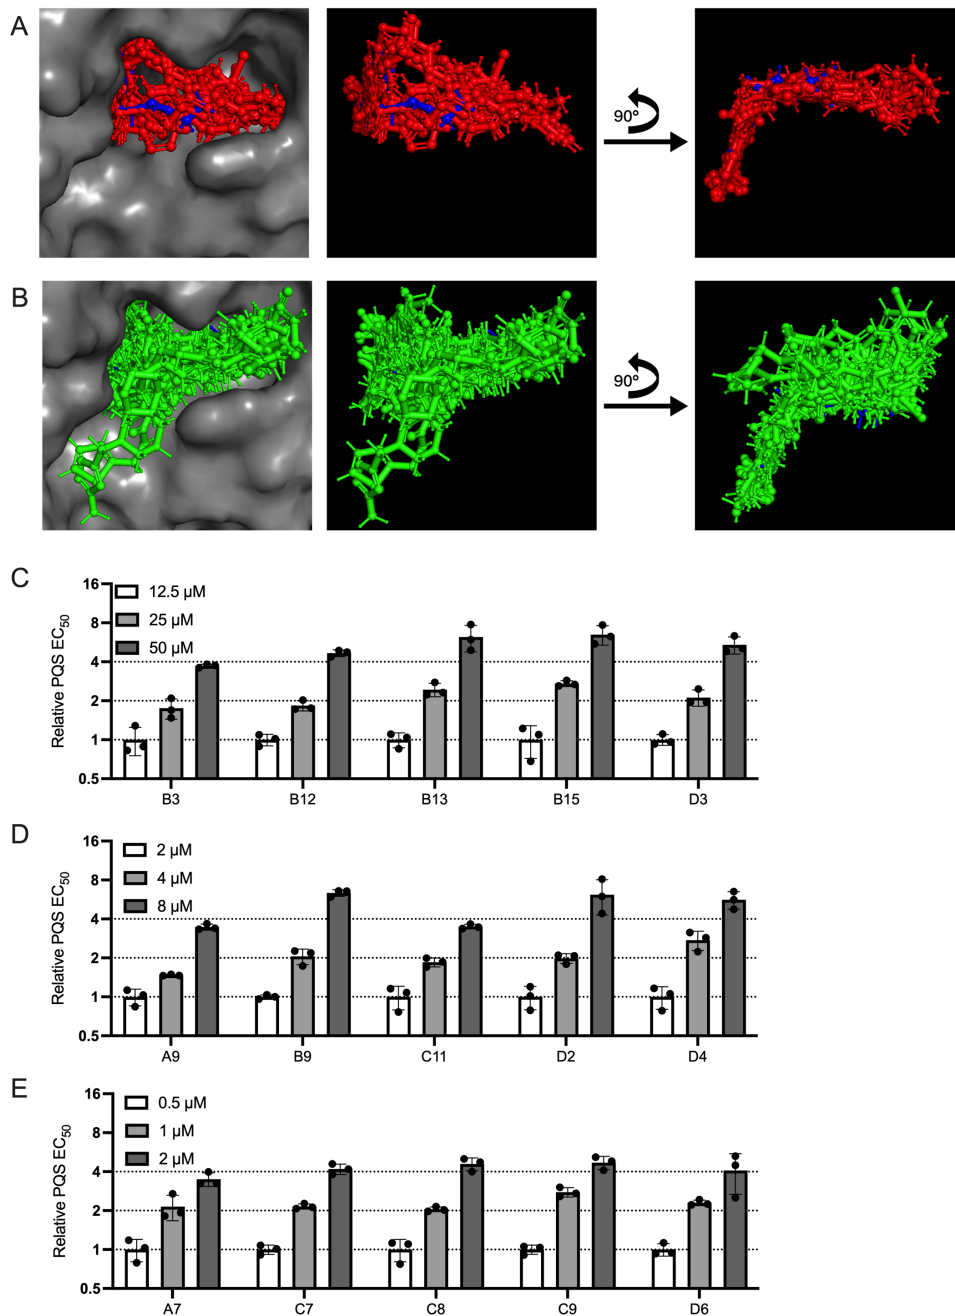 A
90°
B
90°
C
16
8
4
2
1
0.5
Relative PQS EC50
12.5 µM
25 µM
50 µM
B3 B12 B13 B15 D3
D
16
8
4
2
1
0.5
Relative PQS EC50
2 µM
4 µM
8 µM
A9 B9 C11 D2 D4
E
16
8
4
2
1
0.5
Relative PQS EC50
0.5 µM
1 µM
2 µM
A7 C7 C8 C9 D6